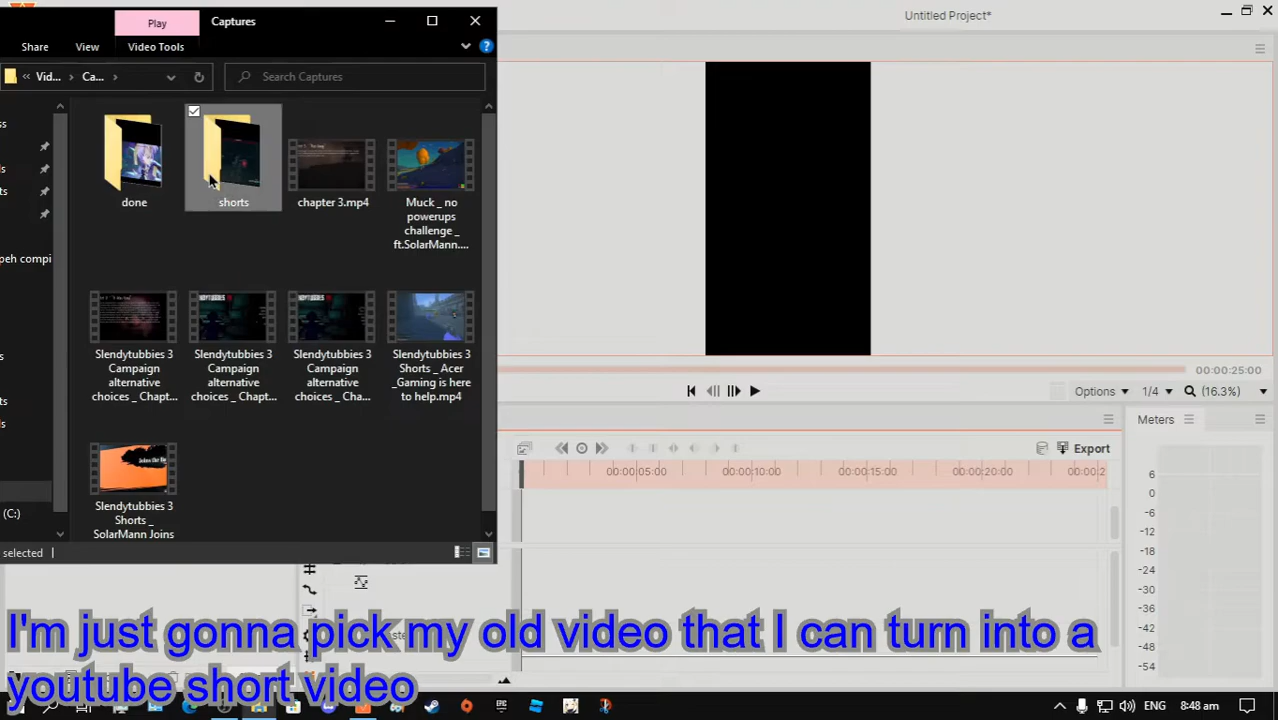 Untitled Project*
Play
Captures
Share
View
Video Tools
Vid...
Ca...
Search Captures
done
shorts
chapter 3.mp4
Muck _ no
powerups
challenge _
ft.SolarMann....
peh compi
Slendytubbies 3
Campaign
alternative
choices _ Chapt...
Slendytubbies 3
Campaign
alternative
choices _ Chapt...
Slendytubbies 3
Campaign
alternative
choices _ Cha...
Slendytubbies 3
Shorts _ Acer
_Gaming is here
to help.mp4
Slendytubbies 3
Shorts _
SolarMann Joins
(C:)
selected
00:00:25:00
Options
1/4
(16.3%)
Meters
Export
00:00:05:00
00:00:10:00
00:00:15:00
00:00:20:00
00:00:2
6
0
-6
-12
-18
-24
-30
-36
-42
-48
-54
I'm just gonna pick my old video that I can turn into a
youtube short video
ENG
8:48 am